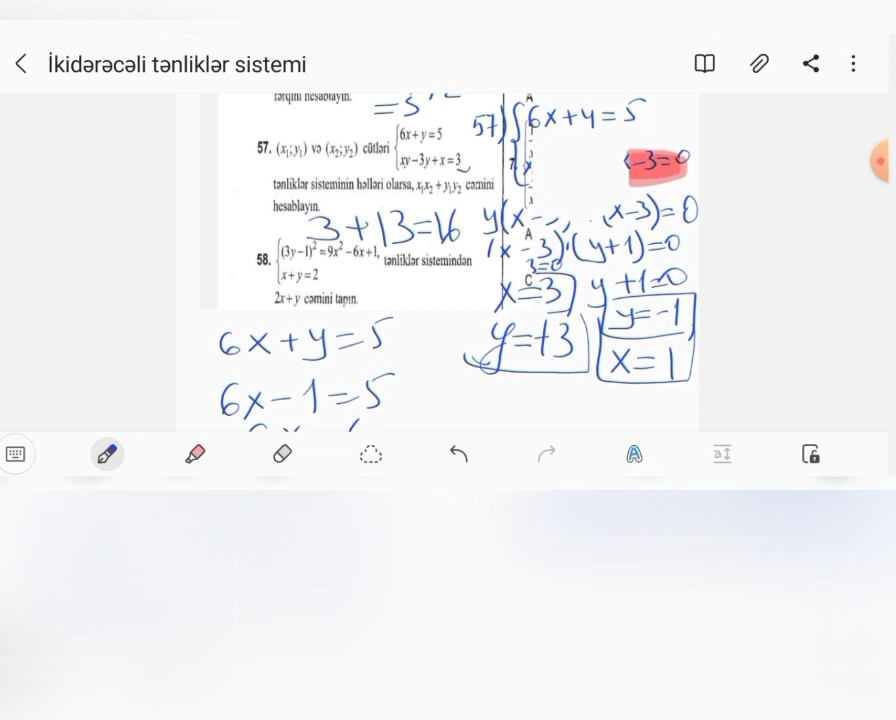 İkidərəcəli tənliklər sistemi
fərqini hesablayın.
= 5
57. (x₁;y₁) və (x₂;y₂) cütləri {6x+y=5
xy-3y+x=3
tənliklər sisteminin həlləri olarsa, x₁x₂ + y₁y₂ cəmini
hesablayın.
3+13=16
58. {(3y-1)²=9x²-6x+1,
x+y=2
tənliklər sistemindən
2x+y cəmini tapın.
6x+y=5
6x-1=5
57) {6x+y=5
x-3=0
y(x- (x-3)=0
(x-3)·(y+1)=0
3=0
x=3 y+1=0
y=-1
y=-13
x=1
A
A
C